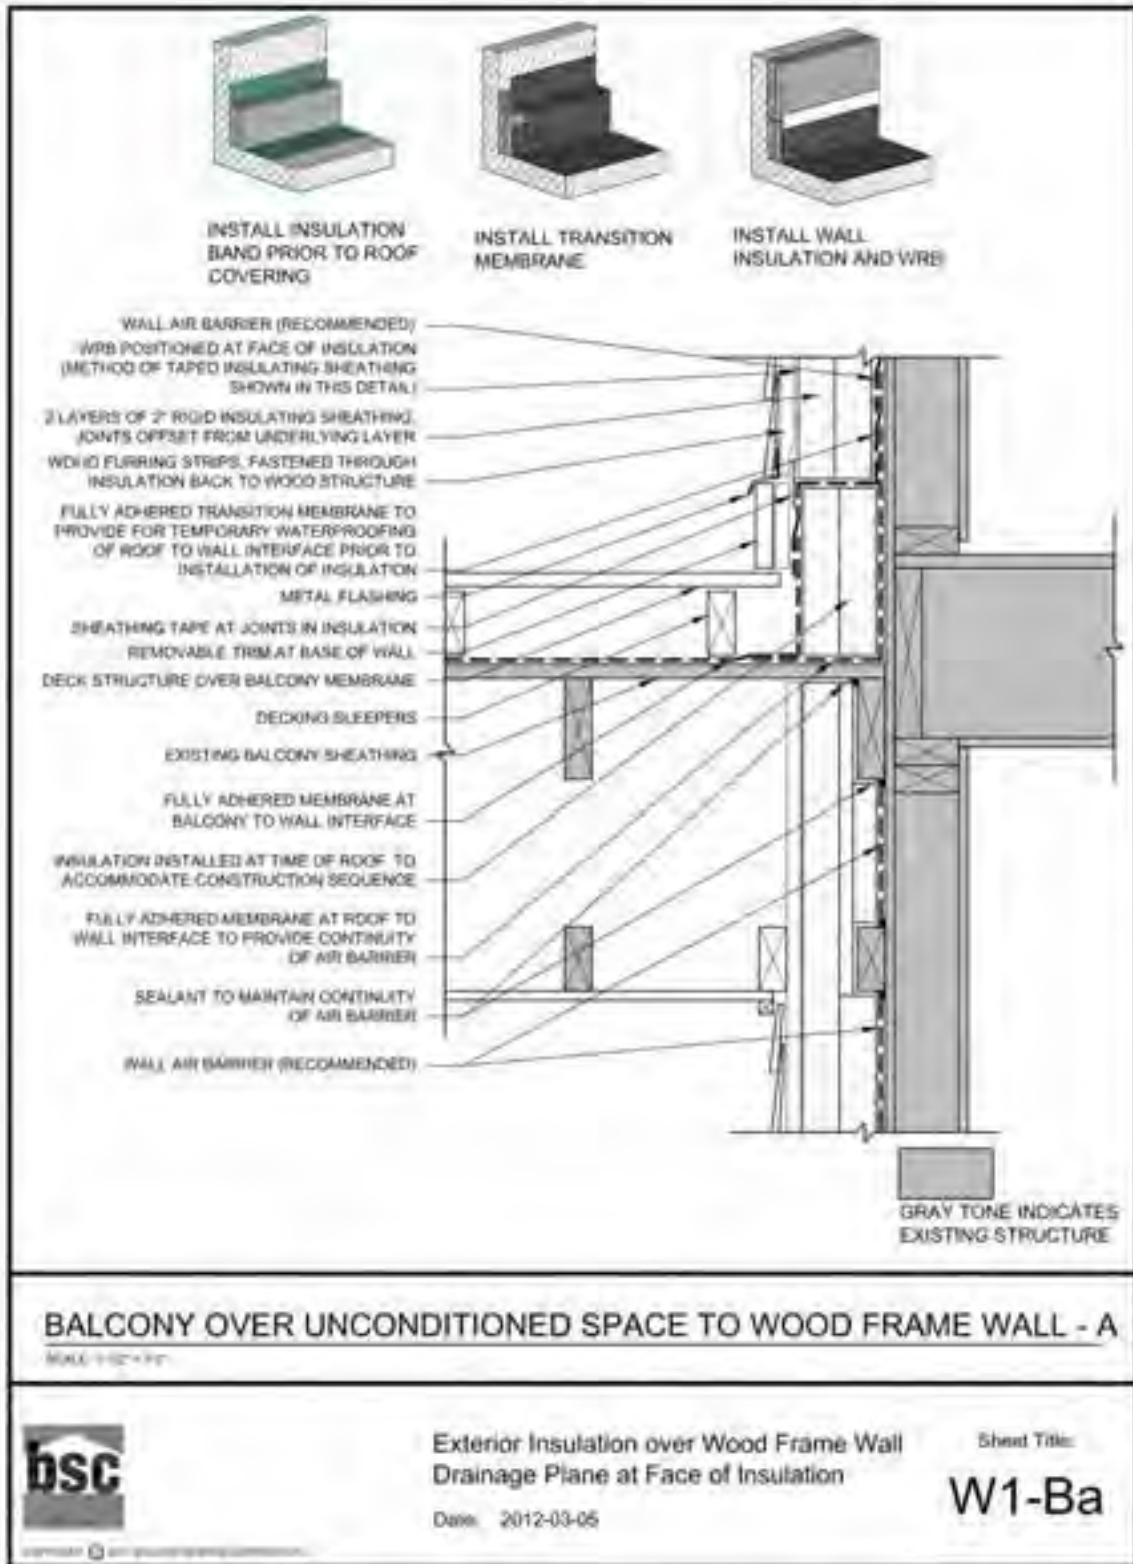 INSTALL INSULATION
BAND PRIOR TO ROOF
COVERING
INSTALL TRANSITION
MEMBRANE
INSTALL WALL
INSULATION AND WRB
WALL AIR BARRIER (RECOMMENDED)
WRB POSITIONED AT FACE OF INSULATION
(METHOD OF TAPED INSULATING SHEATHING
SHOWN IN THIS DETAIL)
2 LAYERS OF 2" RIGID INSULATING SHEATHING,
JOINTS OFFSET FROM UNDERLYING LAYER
WOOD FURRING STRIPS, FASTENED THROUGH
INSULATION BACK TO WOOD STRUCTURE
FULLY ADHERED TRANSITION MEMBRANE TO
PROVIDE FOR TEMPORARY WATERPROOFING
OF ROOF TO WALL INTERFACE PRIOR TO
INSTALLATION OF INSULATION
METAL FLASHING
SHEATHING TAPE AT JOINTS IN INSULATION
REMOVABLE TRIM AT BASE OF WALL
DECK STRUCTURE OVER BALCONY MEMBRANE
DECKING SLEEPERS
EXISTING BALCONY SHEATHING
FULLY ADHERED MEMBRANE AT
BALCONY TO WALL INTERFACE
INSULATION INSTALLED AT TIME OF ROOF TO
ACCOMMODATE CONSTRUCTION SEQUENCE
FULLY ADHERED MEMBRANE AT ROOF TO
WALL INTERFACE TO PROVIDE CONTINUITY
OF AIR BARRIER
SEALANT TO MAINTAIN CONTINUITY
OF AIR BARRIER
WALL AIR BARRIER (RECOMMENDED)
GRAY TONE INDICATES
EXISTING STRUCTURE
BALCONY OVER UNCONDITIONED SPACE TO WOOD FRAME WALL - A
SCALE
bsc
Exterior Insulation over Wood Frame Wall
Drainage Plane at Face of Insulation
Date: 2012-03-05
Sheet Title:
W1-Ba